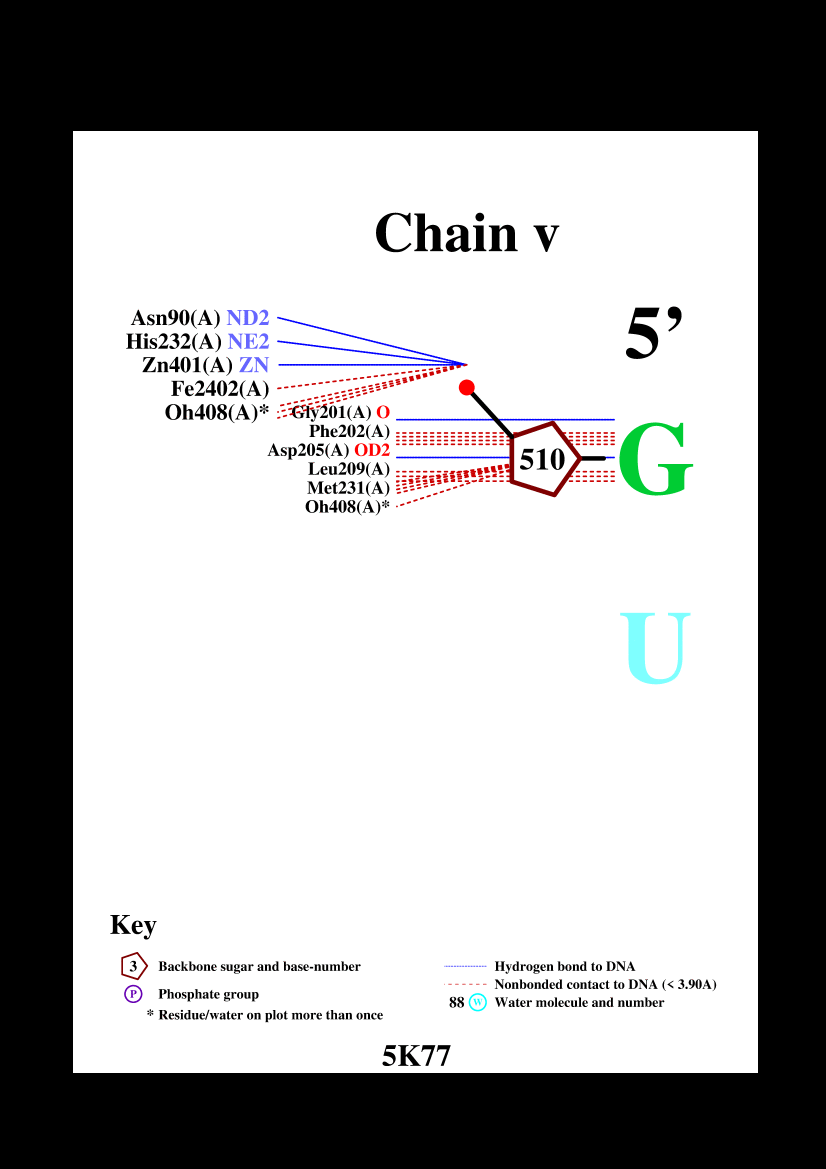 Chain v
5’
Asn90(A) ND2
His232(A) NE2
Zn401(A) ZN
Fe2402(A)
Oh408(A)*
Gly201(A) O
Phe202(A)
Asp205(A) OD2
Leu209(A)
Met231(A)
Oh408(A)*
510
G
U
Key
3 Backbone sugar and base-number
P Phosphate group
* Residue/water on plot more than once
Hydrogen bond to DNA
Nonbonded contact to DNA (< 3.90A)
88 W Water molecule and number
5K77